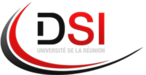 DSI
UNIVERSITÉ DE LA RÉUNION